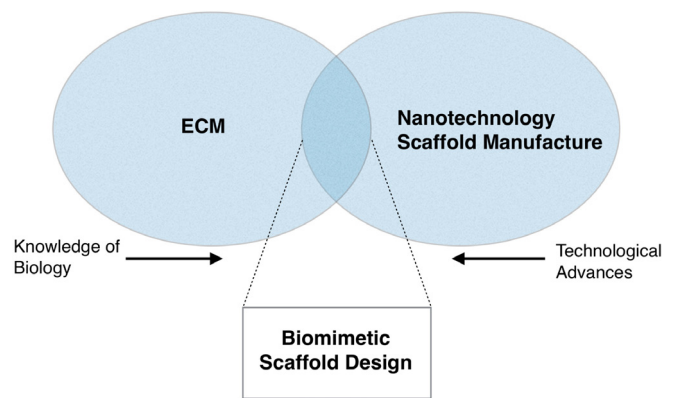 ECM
Nanotechnology
Scaffold Manufacture
Knowledge of
Biology
Technological
Advances
Biomimetic
Scaffold Design